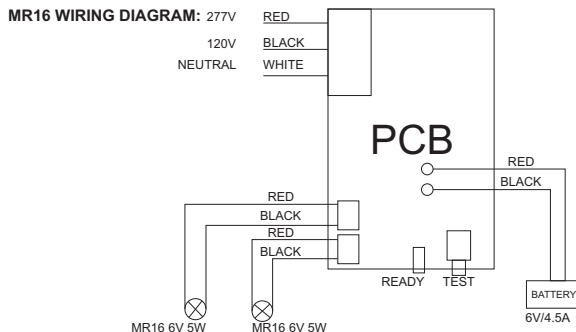 MR16 WIRING DIAGRAM: 277V RED
120V BLACK
NEUTRAL WHITE
PCB
RED
BLACK
RED
BLACK
RED
BLACK
READY TEST
BATTERY
6V/4.5A
MR16 6V 5W MR16 6V 5W